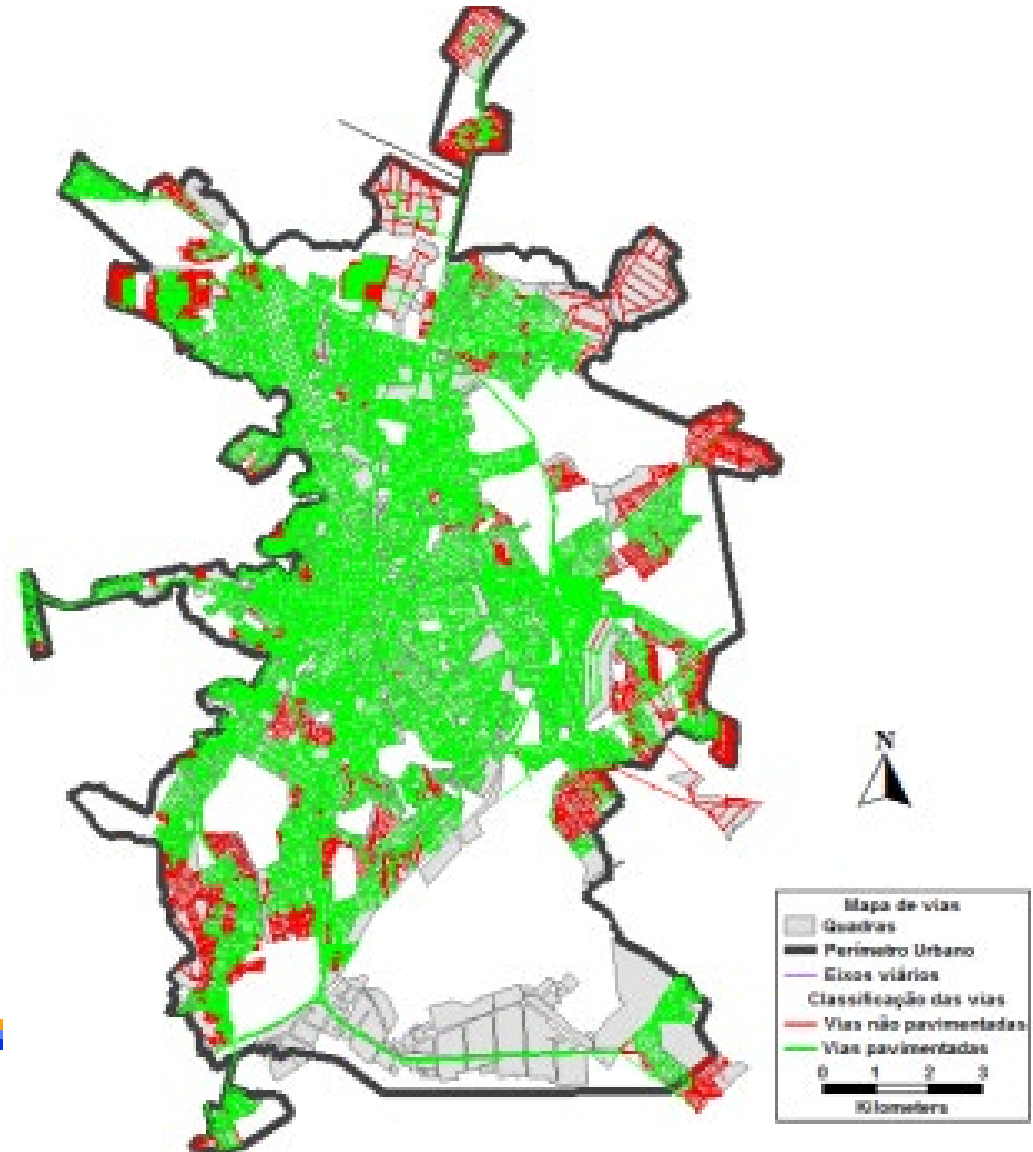 N
Mapa de vias
Quadras
Perímetro Urbano
Eixos viários
Classificação das vias
Vias não pavimentadas
Vias pavimentadas
0 1 2 3
Kilometers